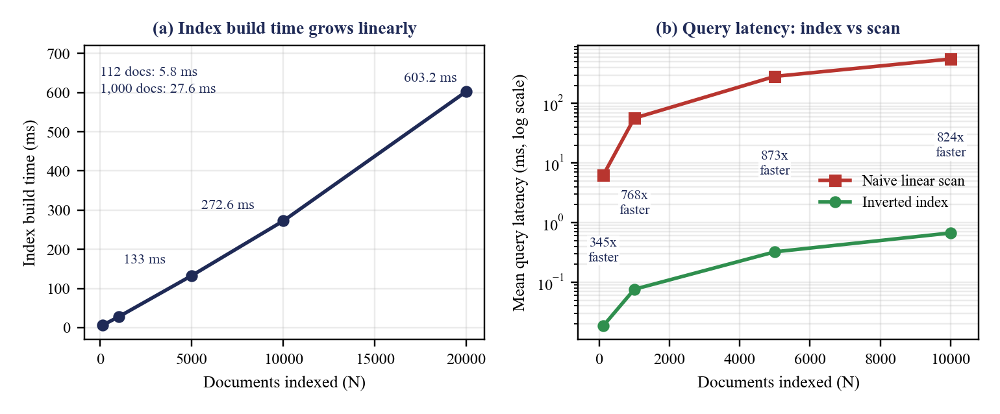 (a) Index build time grows linearly
Index build time (ms)
700
600
500
400
300
200
100
0
112 docs: 5.8 ms
1,000 docs: 27.6 ms
133 ms
272.6 ms
603.2 ms
0 5000 10000 15000 20000
Documents indexed (N)
(b) Query latency: index vs scan
Mean query latency (ms, log scale)
10²
10¹
10⁰
10⁻¹
345x
faster
768x
faster
873x
faster
824x
faster
Naive linear scan
Inverted index
0 2000 4000 6000 8000 10000
Documents indexed (N)